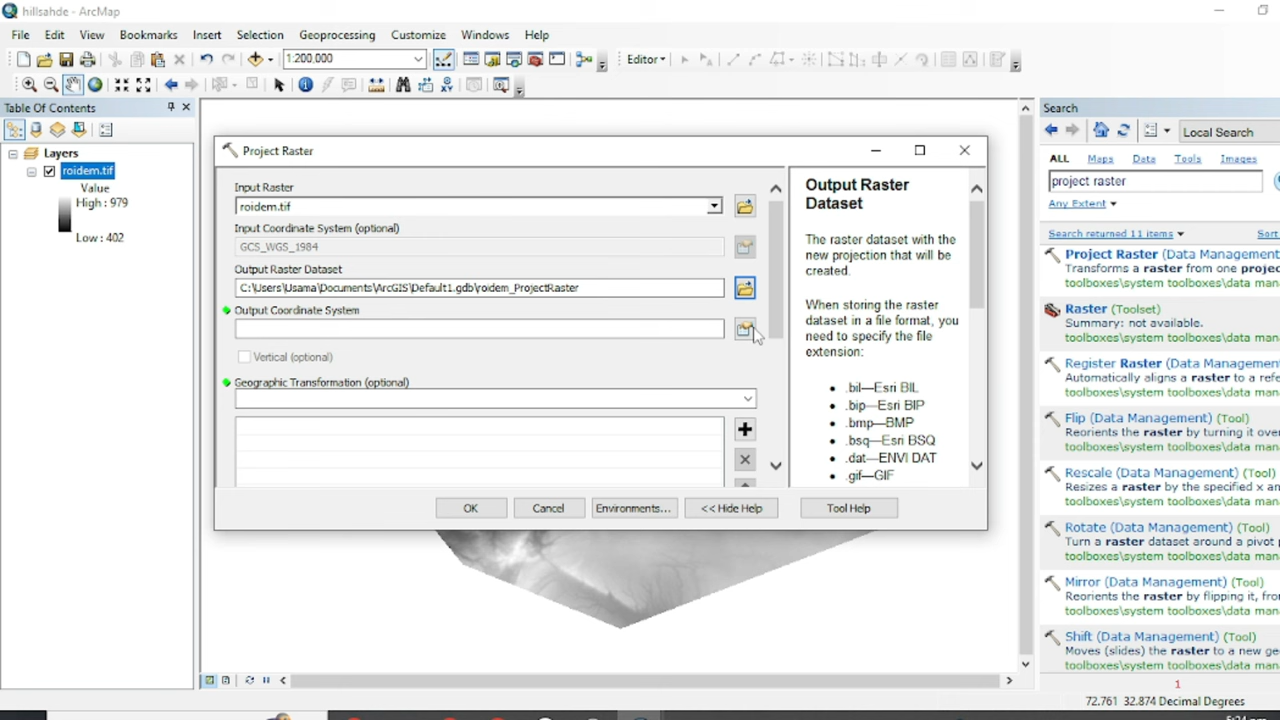 hillsahde - ArcMap
File Edit View Bookmarks Insert Selection Geoprocessing Customize Windows Help
1:200,000
Editor
Table Of Contents
Layers
roidem.tif
Value
High : 979
Low : 402
Project Raster
Input Raster
roidem.tif
Input Coordinate System (optional)
GCS_WGS_1984
Output Raster Dataset
C:\Users\Usama\Documents\ArcGIS\Default1.gdb\roidem_ProjectRaster
Output Coordinate System
Vertical (optional)
Geographic Transformation (optional)
OK Cancel Environments... << Hide Help Tool Help
Output Raster
Dataset
The raster dataset with the
new projection that will be
created.
When storing the raster
dataset in a file format, you
need to specify the file
extension:
• .bil—Esri BIL
• .bip—Esri BIP
• .bmp—BMP
• .bsq—Esri BSQ
• .dat—ENVI DAT
• .gif—GIF
Search
Local Search
ALL Maps Data Tools Images
project raster
Any Extent
Search returned 11 items Sort
Project Raster (Data Management
Transforms a raster from one projec
toolboxes\system toolboxes\data man
Raster (Toolset)
Summary: not available.
toolboxes\system toolboxes\data man
Register Raster (Data Management
Automatically aligns a raster to a refe
toolboxes\system toolboxes\data man
Flip (Data Management) (Tool)
Reorients the raster by turning it over
toolboxes\system toolboxes\data man
Rescale (Data Management) (Tool)
Resizes a raster by the specified x an
toolboxes\system toolboxes\data man
Rotate (Data Management) (Tool)
Turn a raster dataset around a pivot p
toolboxes\system toolboxes\data man
Mirror (Data Management) (Tool)
Reorients the raster by flipping it, fro
toolboxes\system toolboxes\data man
Shift (Data Management) (Tool)
Moves (slides) the raster to a new ge
toolboxes\system toolboxes\data man
1
72.761 32.874 Decimal Degrees